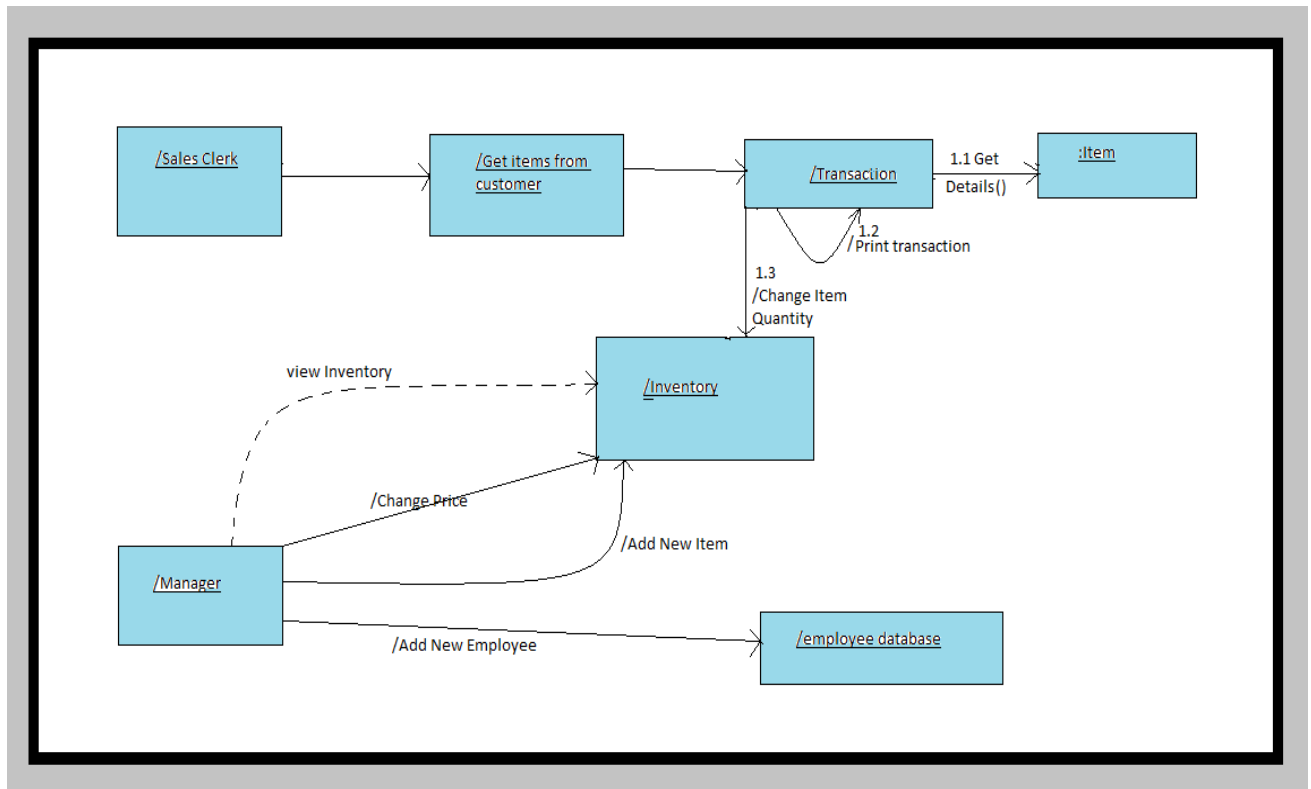 /Sales Clerk
/Get items from
customer
/Transaction
1.1 Get
Details()
:Item
1.2
/Print transaction
1.3
/Change Item
Quantity
view Inventory
/Inventory
/Change Price
/Add New Item
/Manager
/Add New Employee
/employee database